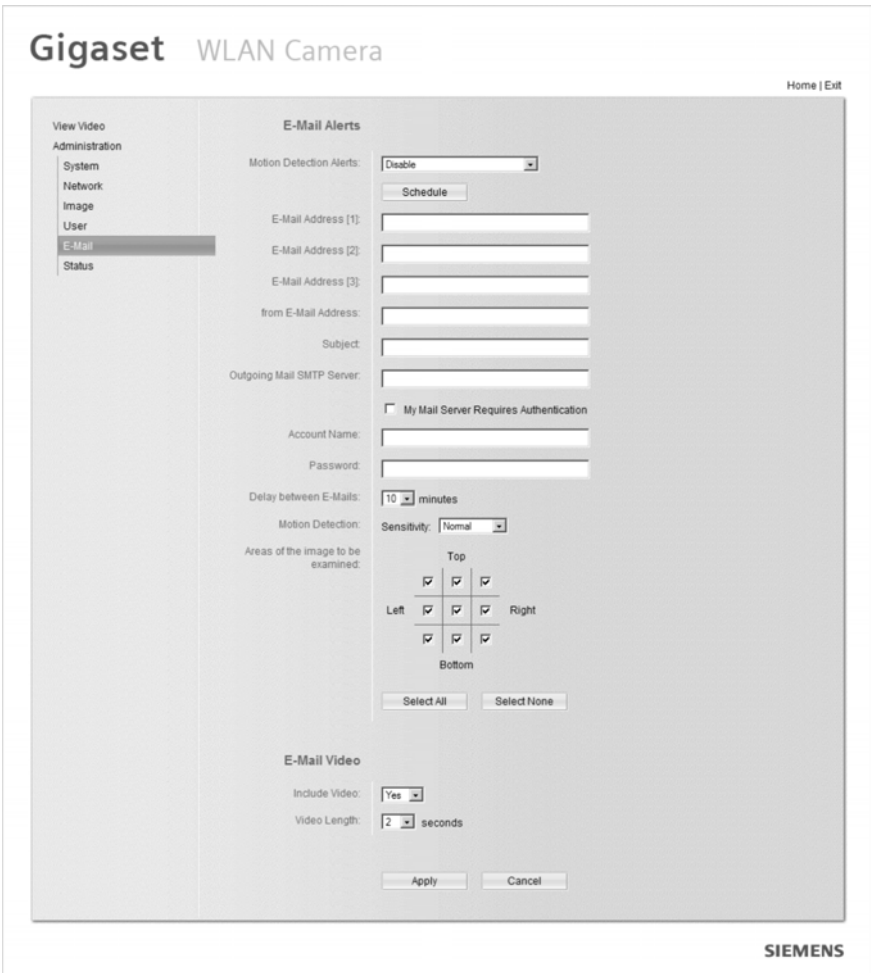 Gigaset WLAN Camera
Home | Exit
View Video
Administration
System
Network
Image
User
E-Mail
Status
E-Mail Alerts
Motion Detection Alerts: Disable
Schedule
E-Mail Address [1]:
E-Mail Address [2]:
E-Mail Address [3]:
from E-Mail Address:
Subject:
Outgoing Mail SMTP Server:
My Mail Server Requires Authentication
Account Name:
Password:
Delay between E-Mails: 10 minutes
Motion Detection: Sensitivity: Normal
Areas of the image to be
examined:
Top
Left Right
Bottom
Select All Select None
E-Mail Video
Include Video: Yes
Video Length: 2 seconds
Apply Cancel
SIEMENS